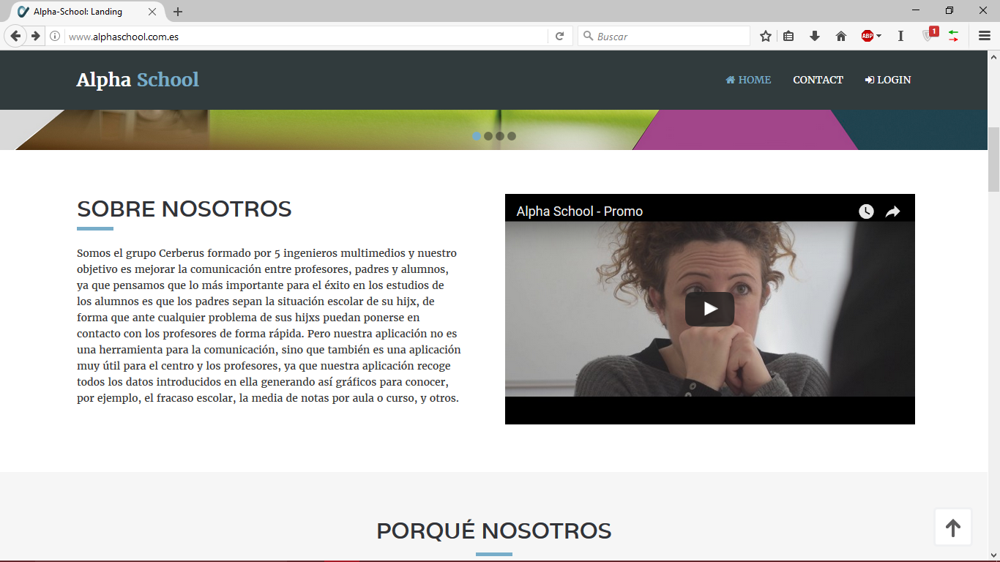 Alpha-School: Landing
www.alphaschool.com.es
Buscar
ABP
1
Alpha School
HOME
CONTACT
LOGIN
SOBRE NOSOTROS
Somos el grupo Cerberus formado por 5 ingenieros multimedios y nuestro
objetivo es mejorar la comunicación entre profesores, padres y alumnos,
ya que pensamos que lo más importante para el éxito en los estudios de
los alumnos es que los padres sepan la situación escolar de su hijx, de
forma que ante cualquier problema de sus hijxs puedan ponerse en
contacto con los profesores de forma rápida. Pero nuestra aplicación no es
una herramienta para la comunicación, sino que también es una aplicación
muy útil para el centro y los profesores, ya que nuestra aplicación recoge
todos los datos introducidos en ella generando así gráficos para conocer,
por ejemplo, el fracaso escolar, la media de notas por aula o curso, y otros.
Alpha School - Promo
PORQUÉ NOSOTROS